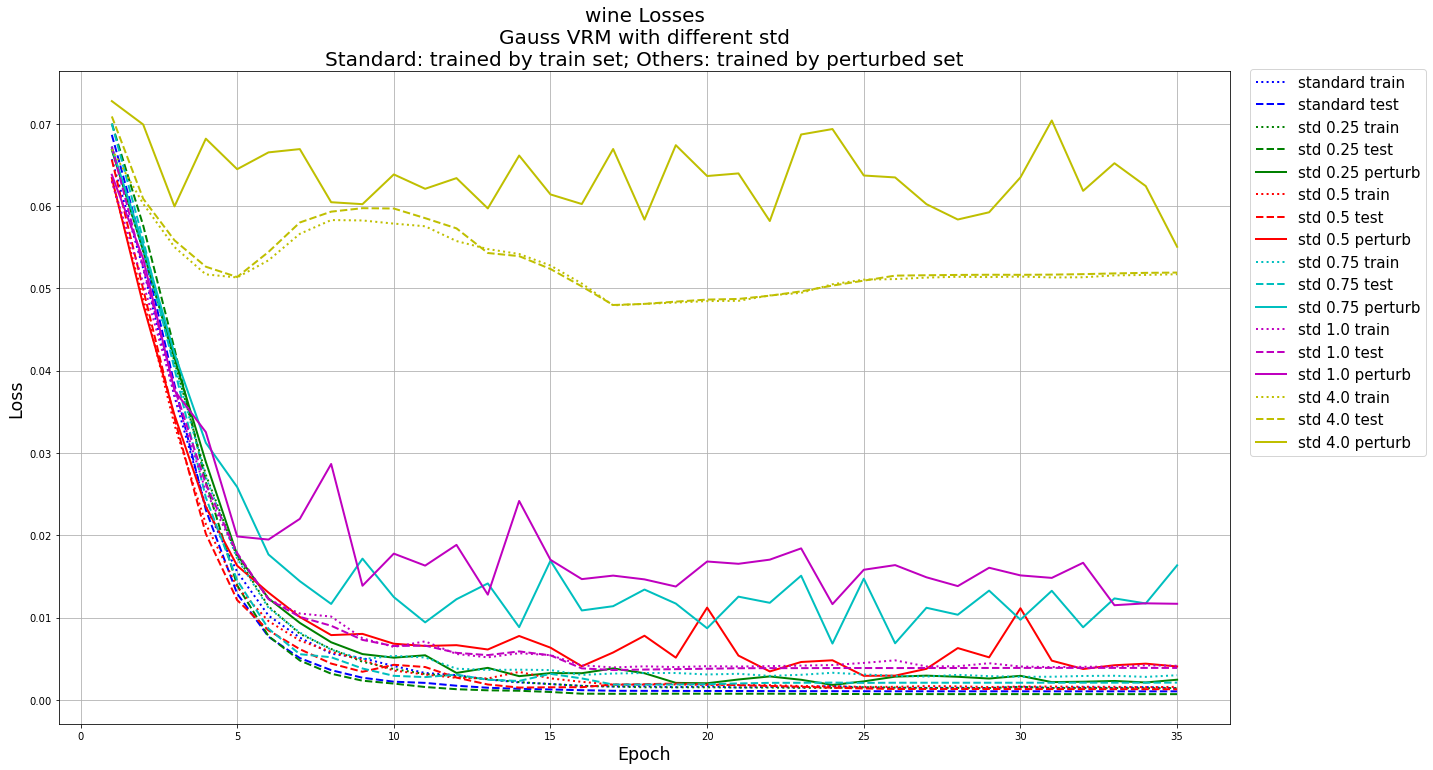 wine Losses
Gauss VRM with different std
Standard: trained by train set; Others: trained by perturbed set
0.07
0.06
0.05
0.04
0.03
0.02
0.01
0.00
Loss
0
5
10
15
20
25
30
35
Epoch
standard train
standard test
std 0.25 train
std 0.25 test
std 0.25 perturb
std 0.5 train
std 0.5 test
std 0.5 perturb
std 0.75 train
std 0.75 test
std 0.75 perturb
std 1.0 train
std 1.0 test
std 1.0 perturb
std 4.0 train
std 4.0 test
std 4.0 perturb